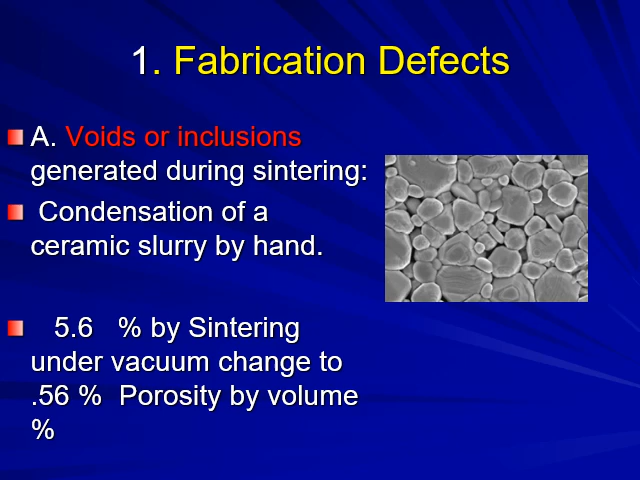 1. Fabrication Defects
A. Voids or inclusions
generated during sintering:
Condensation of a
ceramic slurry by hand.
5.6 % by Sintering
under vacuum change to
.56 % Porosity by volume
%